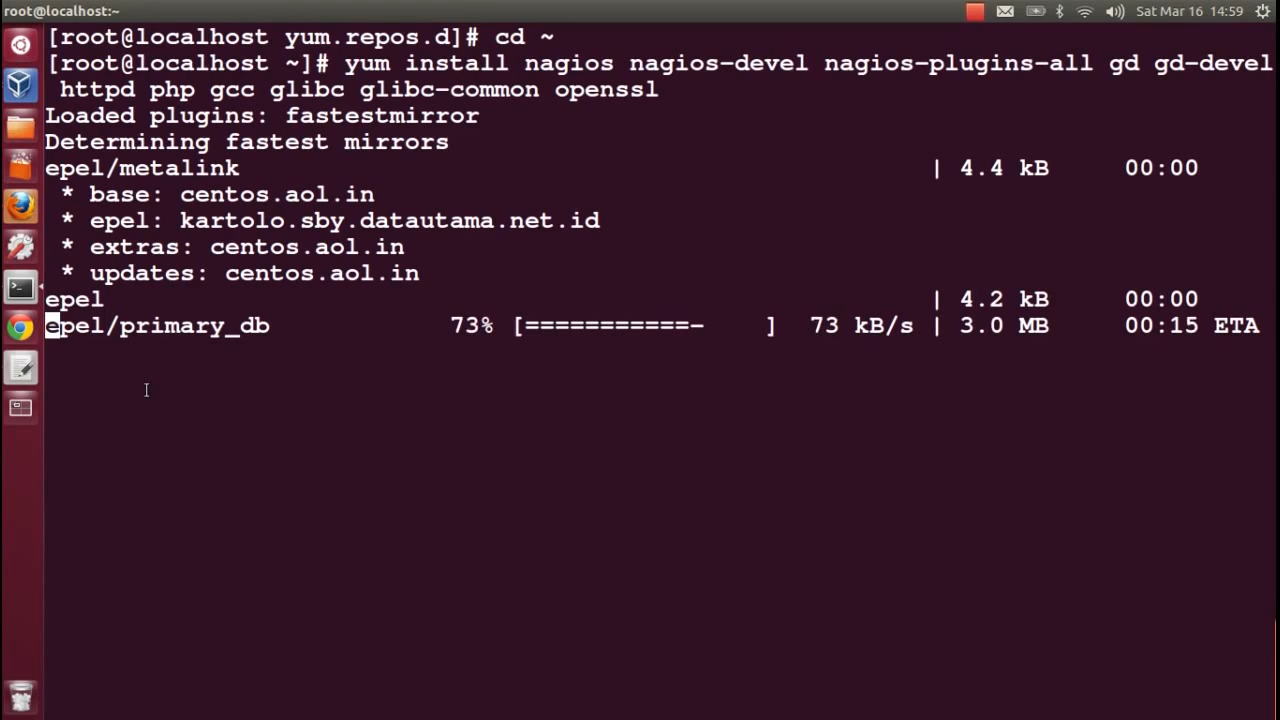 root@localhost:~
Sat Mar 16 14:59
[root@localhost yum.repos.d]# cd ~
[root@localhost ~]# yum install nagios nagios-devel nagios-plugins-all gd gd-devel
httpd php gcc glibc glibc-common openssl
Loaded plugins: fastestmirror
Determining fastest mirrors
epel/metalink | 4.4 kB 00:00
* base: centos.aol.in
* epel: kartolo.sby.datautama.net.id
* extras: centos.aol.in
* updates: centos.aol.in
epel | 4.2 kB 00:00
epel/primary_db 73% [===========- ] 73 kB/s | 3.0 MB 00:15 ETA